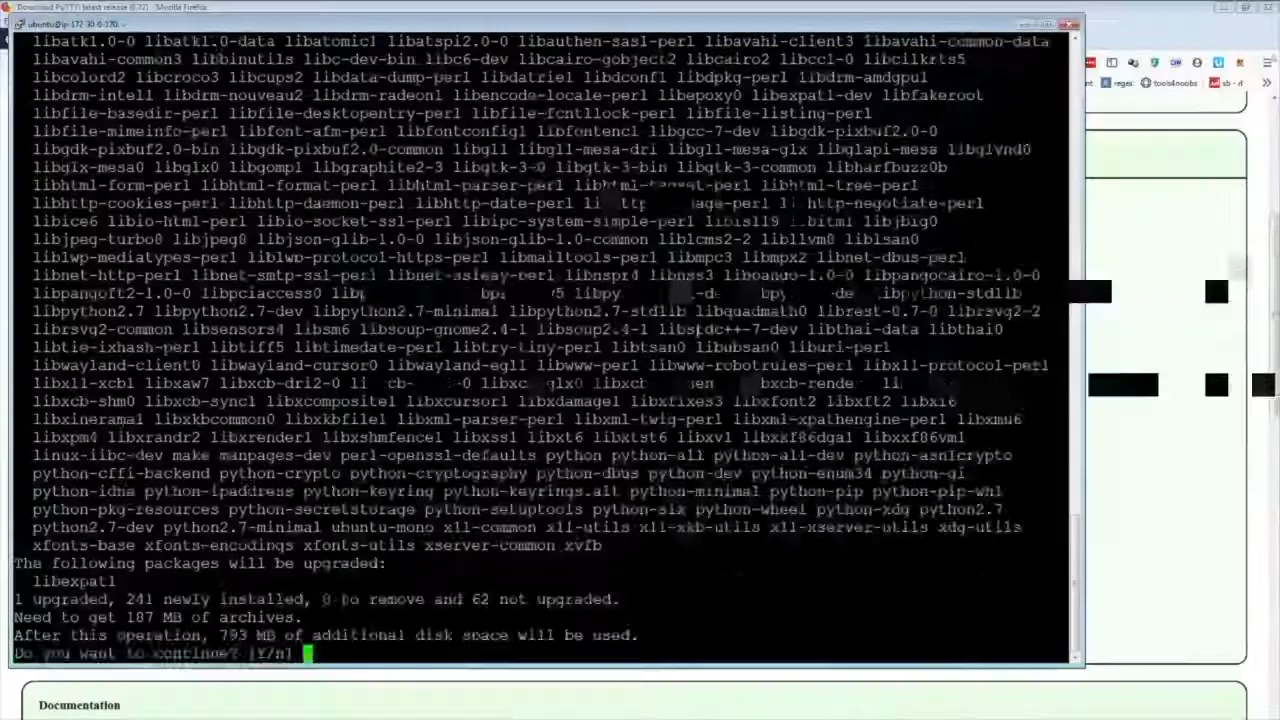 Download PuTTY: latest release (0.72) - Mozilla Firefox
ubuntu@ip-172-30-0-170: ~
libatk1.0-0 libatk1.0-data libatomic1 libatspi2.0-0 libauthen-sasl-perl libavahi-client3 libavahi-common-data
libavahi-common3 libbinutils libc-dev-bin libc6-dev libcairo-gobject2 libcairo2 libcc1-0 libcilkrts5
libcolord2 libcroco3 libcups2 libdata-dump-perl libdatrie1 libdconf1 libdpkg-perl libdrm-amdgpu1
libdrm-intel1 libdrm-nouveau2 libdrm-radeon1 libencode-locale-perl libepoxy0 libexpat1-dev libfakeroot
libfile-basedir-perl libfile-desktopentry-perl libfile-fcntllock-perl libfile-listing-perl
libfile-mimeinfo-perl libfont-afm-perl libfontconfig1 libfontenc1 libgcc-7-dev libgdk-pixbuf2.0-0
libgdk-pixbuf2.0-bin libgdk-pixbuf2.0-common libgl1 libgl1-mesa-dri libgl1-mesa-glx libglapi-mesa libglvnd0
libglx-mesa0 libglx0 libgomp1 libgraphite2-3 libgtk-3-0 libgtk-3-bin libgtk-3-common libharfbuzz0b
libhtml-form-perl libhtml-format-perl libhtml-parser-perl libhtml-tagset-perl libhtml-tree-perl
libhttp-cookies-perl libhttp-daemon-perl libhttp-date-perl http-negotiate-perl
libice6 libio-html-perl libio-socket-ssl-perl libipc-system-simple-perl libisl19 libitm1 libjbig0
libjpeg-turbo8 libjpeg8 libjson-glib-1.0-0 libjson-glib-1.0-common liblcms2-2 libllvm8 liblsan0
liblwp-mediatypes-perl liblwp-protocol-https-perl libmailtools-perl libmpc3 libmpx2 libnet-dbus-perl
libnet-http-perl libnet-smtp-ssl-perl libnet-ssleay-perl libnspr4 libnss3 libpango-1.0-0 libpangocairo-1.0-0
libpangoft2-1.0-0 libpciaccess0 libpython-stdlib
libpython2.7 libpython2.7-dev libpython2.7-minimal libpython2.7-stdlib libquadmath0 librest-0.7-0 librsvg2-2
librsvg2-common libsensors4 libsm6 libsoup-gnome2.4-1 libsoup2.4-1 libstdc++-7-dev libthai-data libthai0
libtie-ixhash-perl libtiff5 libtimedate-perl libtry-tiny-perl libtsan0 libubsan0 liburi-perl
libwayland-client0 libwayland-cursor0 libwayland-egl1 libwww-perl libwww-robotrules-perl libx11-protocol-perl
libx11-xcb1 libxaw7 libxcb-dri2-0
libxcb-shm0 libxcb-sync1 libxcomposite1 libxcursor1 libxdamage1 libxfixes3 libxfont2 libxft2 libxi6
libxinerama1 libxkbcommon0 libxkbfile1 libxml-parser-perl libxml-twig-perl libxml-xpathengine-perl libxmu6
libxpm4 libxrandr2 libxrender1 libxshmfence1 libxss1 libxt6 libxtst6 libxv1 libxxf86dga1 libxxf86vm1
linux-libc-dev make manpages-dev perl-openssl-defaults python python-all python-all-dev python-asn1crypto
python-cffi-backend python-crypto python-cryptography python-dbus python-dev python-enum34 python-gi
python-idna python-ipaddress python-keyring python-keyrings.alt python-minimal python-pip python-pip-whl
python-pkg-resources python-secretstorage python-setuptools python-six python-wheel python-xdg python2.7
python2.7-dev python2.7-minimal ubuntu-mono x11-common x11-utils x11-xkb-utils x11-xserver-utils xdg-utils
xfonts-base xfonts-encodings xfonts-utils xserver-common xvfb
The following packages will be upgraded:
libexpat1
1 upgraded, 241 newly installed, 0 to remove and 62 not upgraded.
Need to get 187 MB of archives.
After this operation, 793 MB of additional disk space will be used.
Do you want to continue? [Y/n]
regex
tools4noobs
Documentation